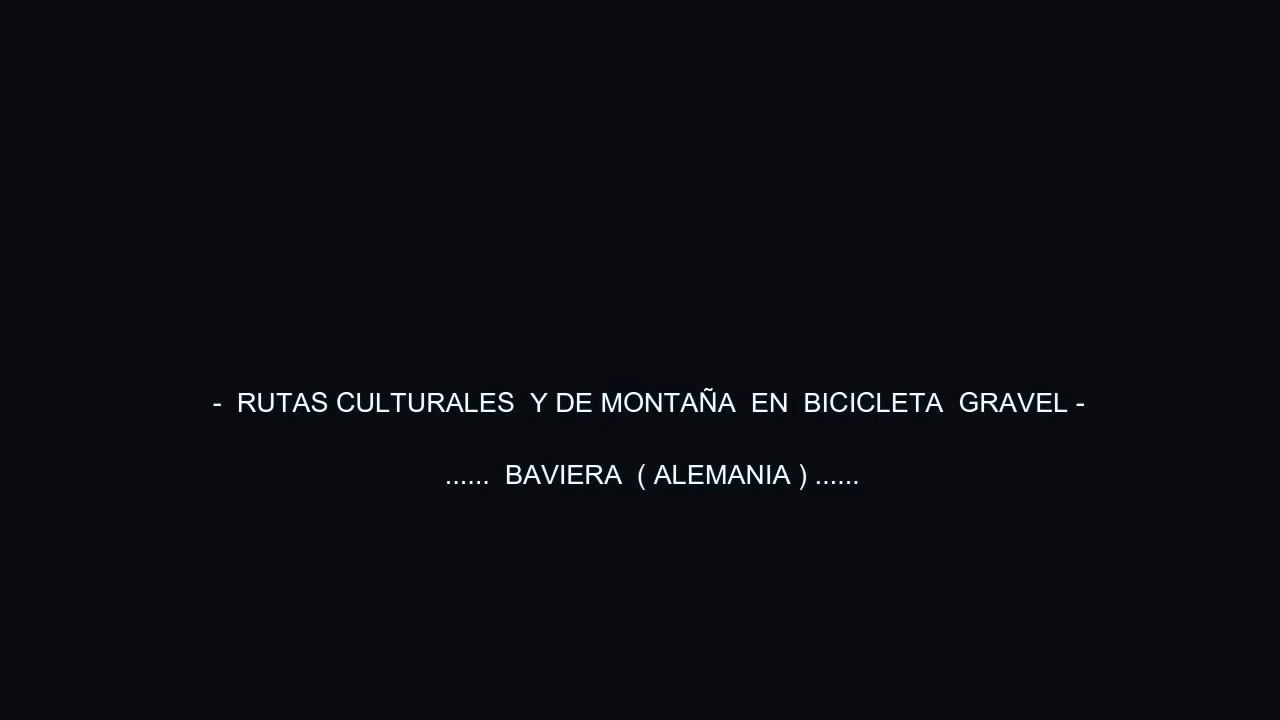 - RUTAS CULTURALES Y DE MONTAÑA EN BICICLETA GRAVEL -
...... BAVIERA ( ALEMANIA ) ......